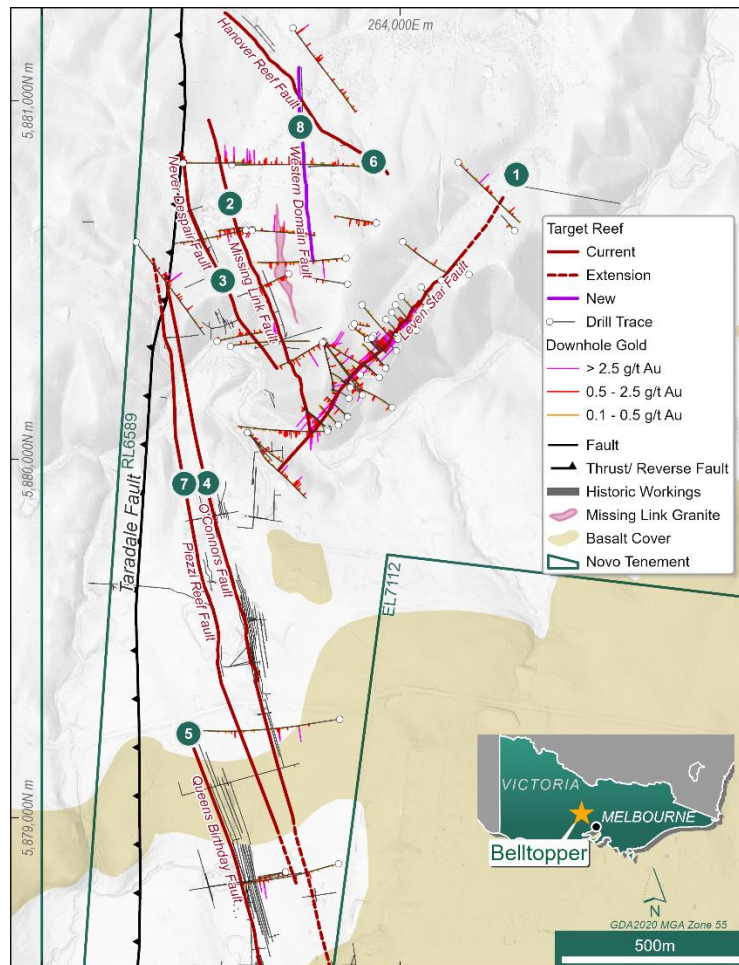 264,000E m
5,881,000N m
5,880,000N m
5,879,000N m
Hanover Reef Fault
8
6
1
Western Domain Fault
Never Despair Fault
2
Missing Link Fault
3
Leven Star Fault
Taradale Fault
RL6589
7
4
O'Connors Fault
Piezzi Reef Fault
EL7112
5
Queens Birthday Fault
Target Reef
Current
Extension
New
Drill Trace
Downhole Gold
> 2.5 g/t Au
0.5 - 2.5 g/t Au
0.1 - 0.5 g/t Au
Fault
Thrust/ Reverse Fault
Historic Workings
Missing Link Granite
Basalt Cover
Novo Tenement
VICTORIA
MELBOURNE
Belltopper
N
GDA2020 MGA Zone 55
500m